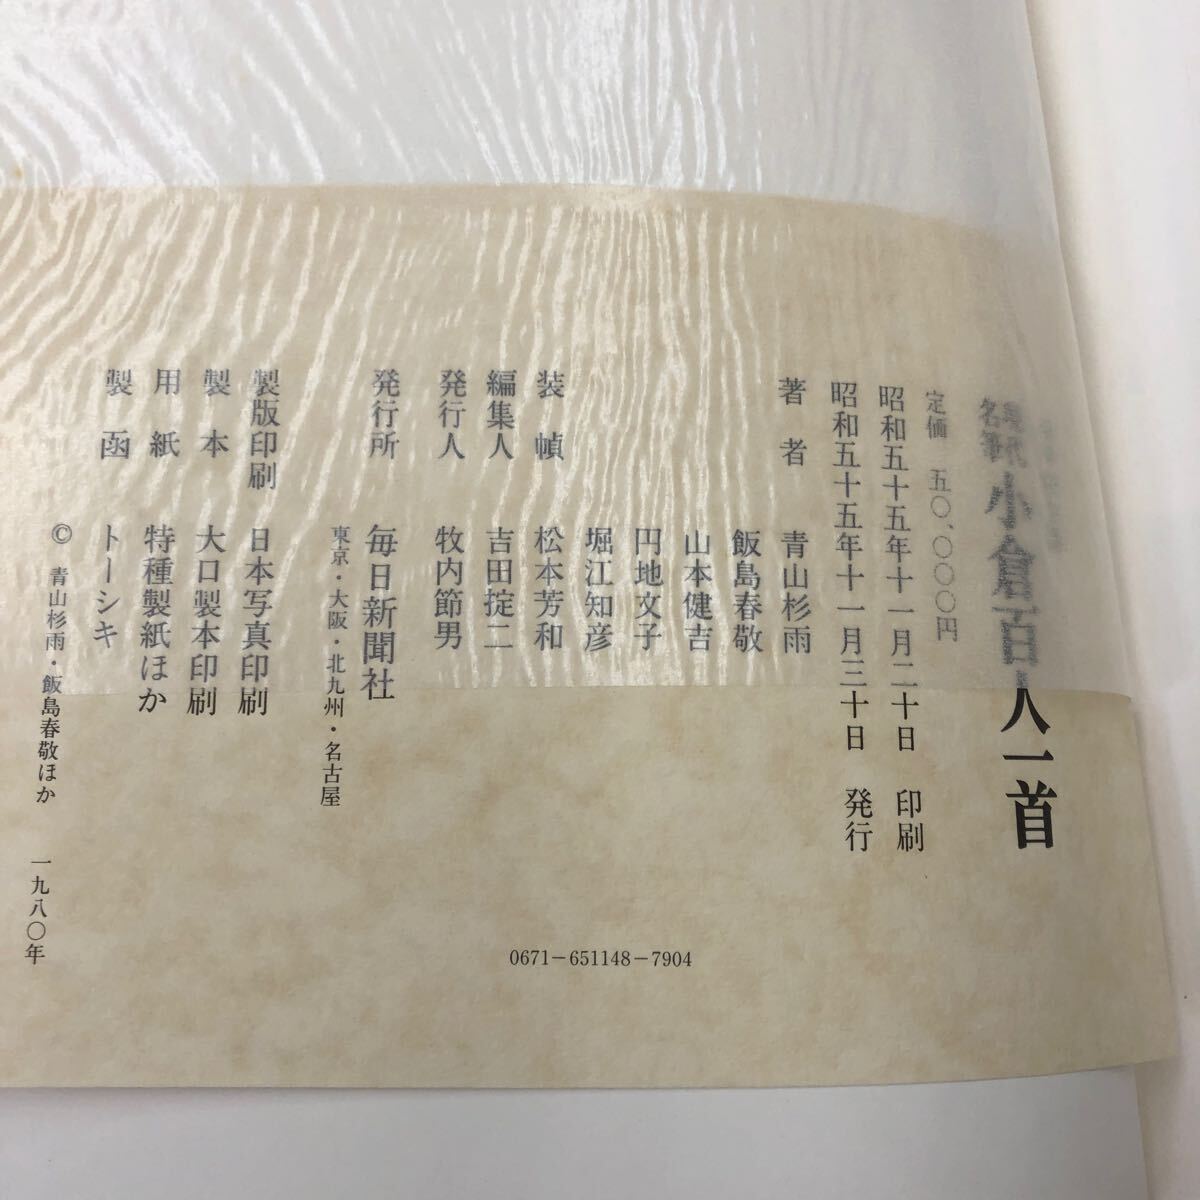 現代名筆 小倉百人一首
定価 五〇、〇〇〇円
昭和五十五年十一月二十日 印刷
昭和五十五年十一月三十日 発行
著者 青山杉雨
飯島春敬
山本健吉
円地文子
堀江知彦
装幀 松本芳和
編集人 吉田掟二
発行人 牧内節男
発行所 毎日新聞社
東京・大阪・北九州・名古屋
製版印刷 日本写真印刷
製本 大口製本印刷
用紙 特種製紙ほか
製函 トーシキ
© 青山杉雨・飯島春敬ほか 一九八〇年
0671-651148-7904